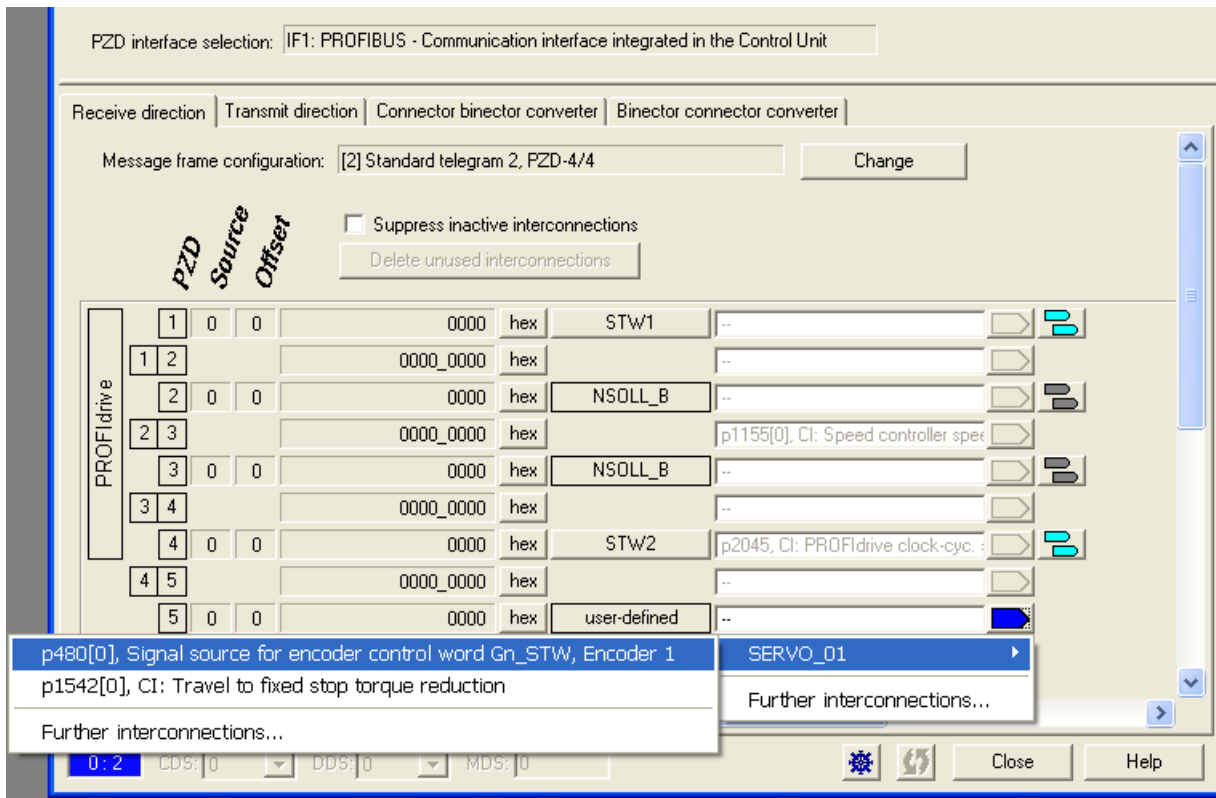 PZD interface selection: IF1: PROFIBUS - Communication interface integrated in the Control Unit
Receive direction Transmit direction Connector binector converter Binector connector converter
Message frame configuration: [2] Standard telegram 2, PZD-4/4 Change
PZD Source Offset
Suppress inactive interconnections
Delete unused interconnections
PROFIdrive
1 0 0 0000 hex STW1 --
1 2 0000_0000 hex --
2 0 0 0000 hex NSOLL_B --
2 3 0000_0000 hex p1155[0], CI: Speed controller spee
3 0 0 0000 hex NSOLL_B --
3 4 0000_0000 hex --
4 0 0 0000 hex STW2 p2045, CI: PROFIdrive clock-cyc.
4 5 0000_0000 hex --
5 0 0 0000 hex user-defined --
p480[0], Signal source for encoder control word Gn_STW, Encoder 1 SERVO_01
p1542[0], CI: Travel to fixed stop torque reduction
Further interconnections...
Further interconnections...
0 : 2 CDS: 0 DDS: 0 MDS: 0 Close Help